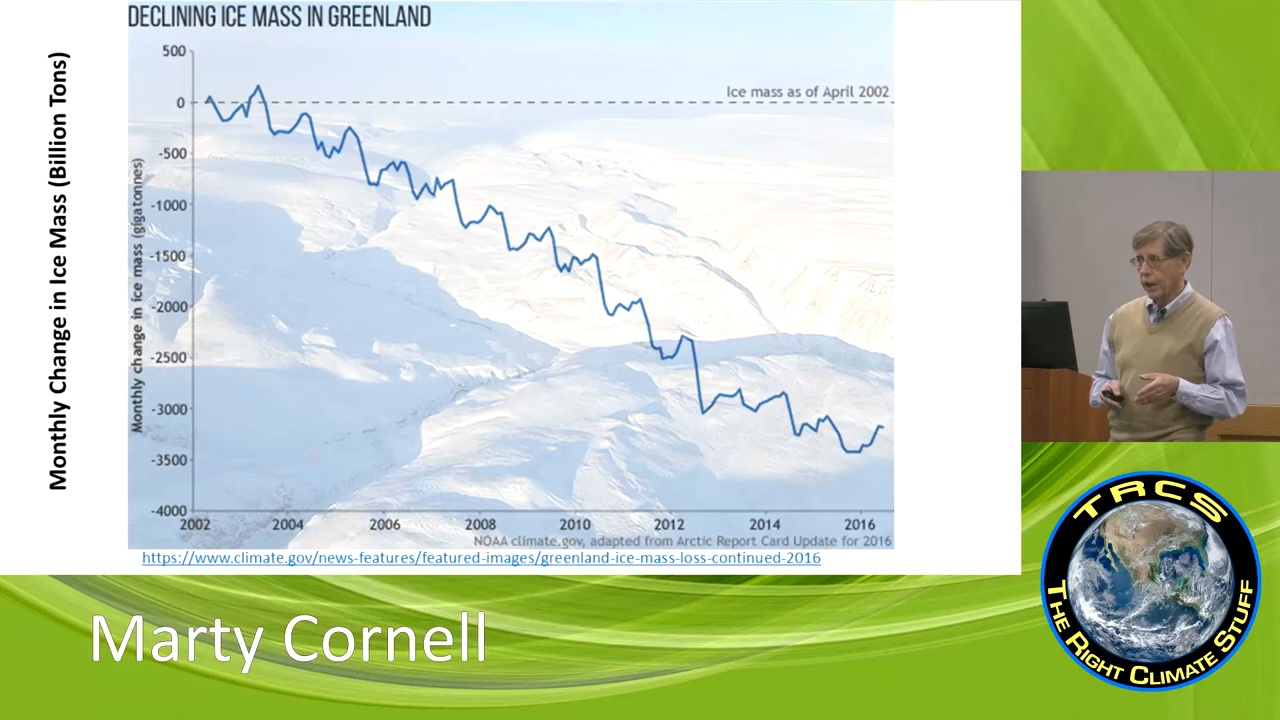 DECLINING ICE MASS IN GREENLAND
Monthly Change in Ice Mass (Billion Tons)
Monthly change in ice mass (gigatonnes)
500
0
-500
-1000
-1500
-2000
-2500
-3000
-3500
-4000
Ice mass as of April 2002
2002 2004 2006 2008 2010 2012 2014 2016
NOAA climate.gov, adapted from Arctic Report Card Update for 2016
https://www.climate.gov/news-features/featured-images/greenland-ice-mass-loss-continued-2016
Marty Cornell
TRCS
THE RIGHT CLIMATE STUFF